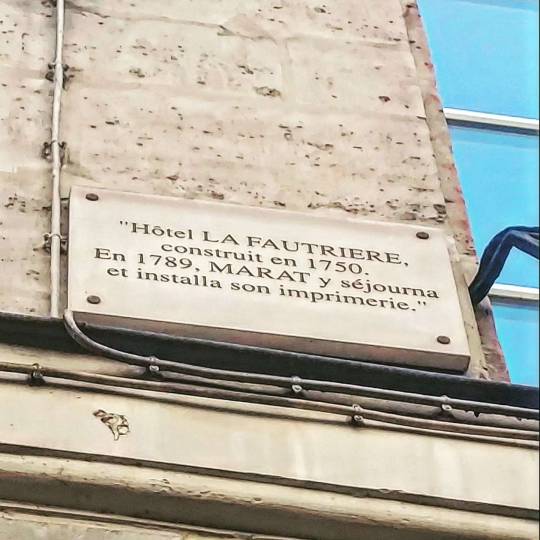 "Hôtel LA FAUTRIERE,
construit en 1750.
En 1789, MARAT y séjourna
et installa son imprimerie."